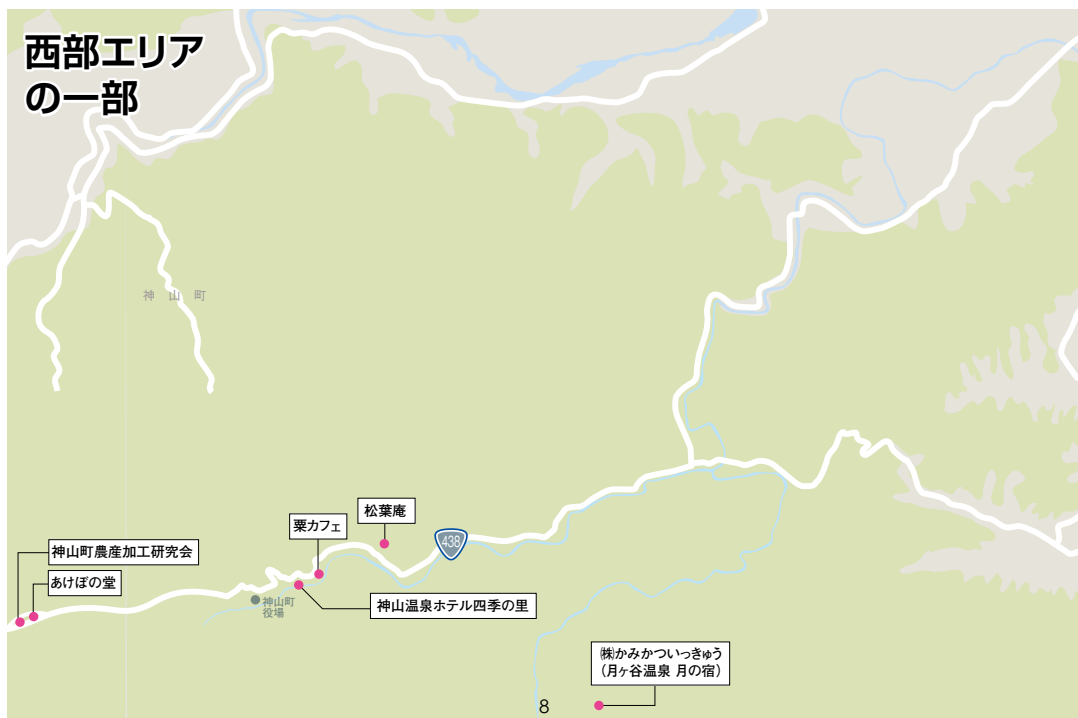 西部エリア
の一部
神山町
松葉庵
粟カフェ
438
神山町農産加工研究会
あけぼの堂
神山町
役場
神山温泉ホテル四季の里
㈱かみかついっきゅう
(月ヶ谷温泉 月の宿)
8